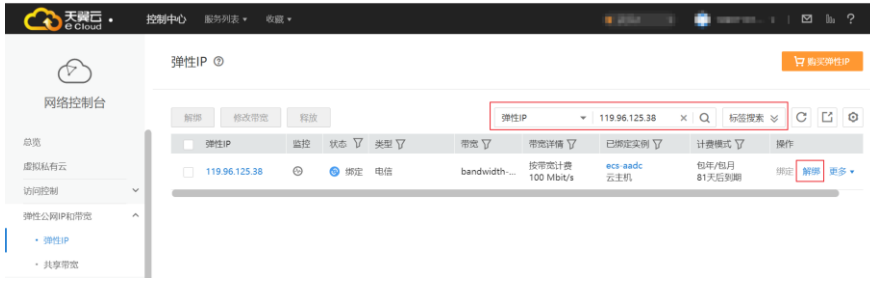 天翼云
e Cloud
控制中心 服务列表 收藏
弹性IP
购买弹性IP
网络控制台
解绑 修改带宽 释放
弹性IP 119.96.125.38 × 标签搜索
总览
虚拟私有云
访问控制
弹性公网IP和带宽
弹性IP
共享带宽
弹性IP 监控 状态 类型 带宽 带宽详情 已绑定实例 计费模式 操作
119.96.125.38 绑定 电信 bandwidth-... 按带宽计费 ecs-aadc 包年/包月 绑定 解绑 更多
100 Mbit/s 云主机 81天后到期